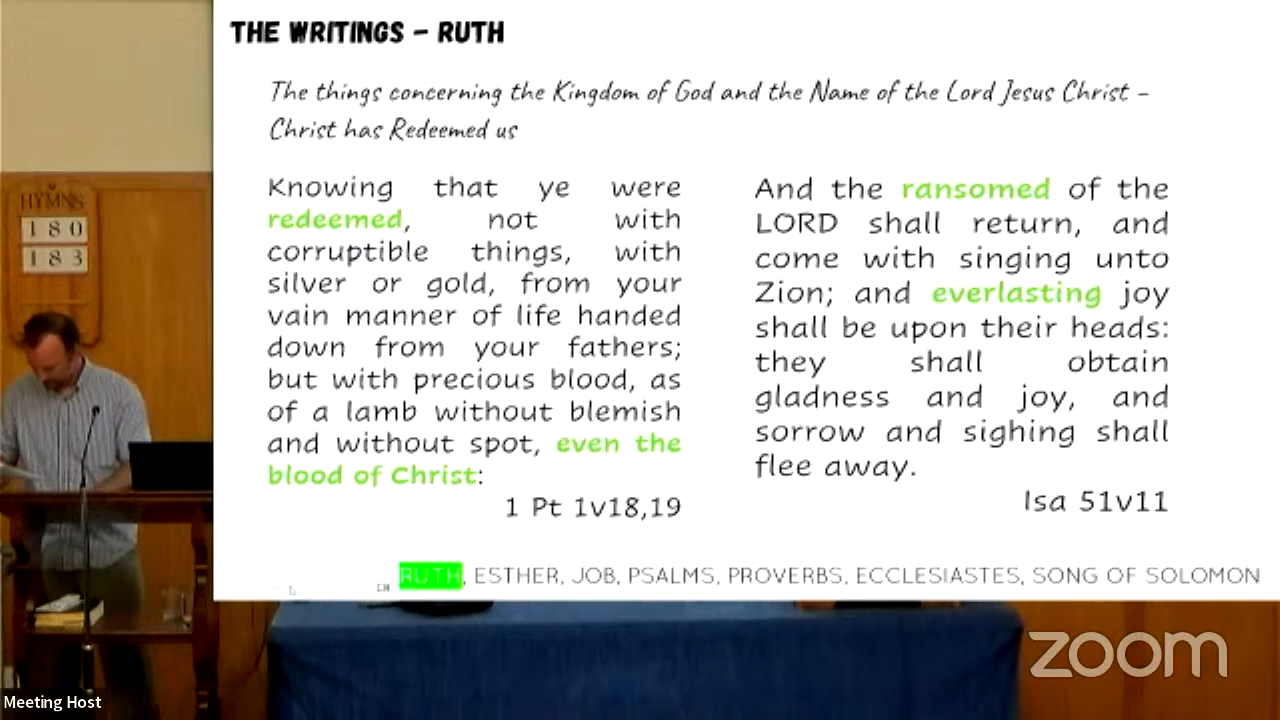 THE WRITINGS – RUTH
The things concerning the Kingdom of God and the Name of the Lord Jesus Christ –
Christ has Redeemed us
Knowing that ye were
redeemed, not with
corruptible things, with
silver or gold, from your
vain manner of life handed
down from your fathers;
but with precious blood, as
of a lamb without blemish
and without spot, even the
blood of Christ:
1 Pt 1v18,19
And the ransomed of the
LORD shall return, and
come with singing unto
Zion; and everlasting joy
shall be upon their heads:
they shall obtain
gladness and joy, and
sorrow and sighing shall
flee away.
Isa 51v11
RUTH, ESTHER, JOB, PSALMS, PROVERBS, ECCLESIASTES, SONG OF SOLOMON
HYMNS
180
183
zoom
Meeting Host